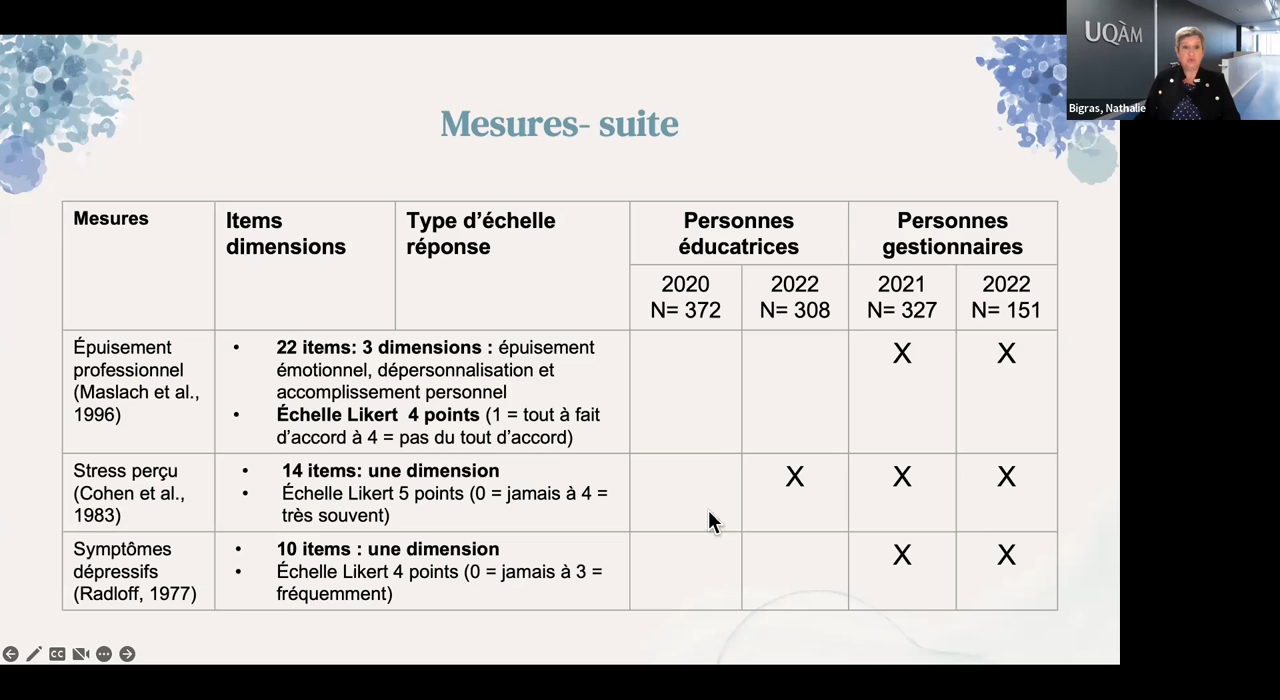 UQÀM
Bigras, Nathalie
Mesures- suite
Mesures
Items
dimensions
Type d'échelle
réponse
Personnes
éducatrices
Personnes
gestionnaires
2020
N= 372
2022
N= 308
2021
N= 327
2022
N= 151
Épuisement
professionnel
(Maslach et al.,
1996)
• 22 items: 3 dimensions : épuisement
émotionnel, dépersonnalisation et
accomplissement personnel
• Échelle Likert 4 points (1 = tout à fait
d'accord à 4 = pas du tout d'accord)
X
X
Stress perçu
(Cohen et al.,
1983)
• 14 items: une dimension
• Échelle Likert 5 points (0 = jamais à 4 =
très souvent)
X
X
X
Symptômes
dépressifs
(Radloff, 1977)
• 10 items : une dimension
• Échelle Likert 4 points (0 = jamais à 3 =
fréquemment)
X
X
CC